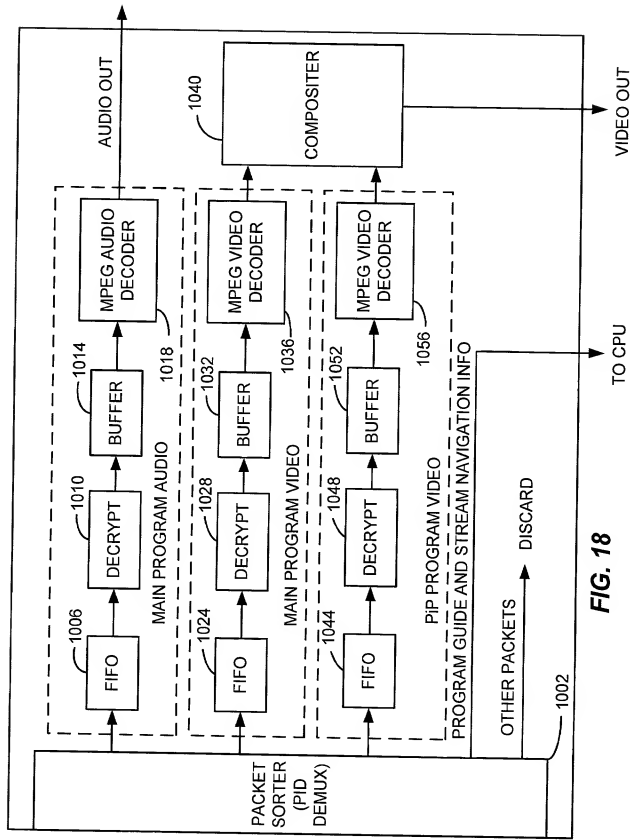 AUDIO OUT
1006
FIFO
1010
DECRYPT
1014
BUFFER
MPEG AUDIO
DECODER
1018
MAIN PROGRAM AUDIO
1024
FIFO
1028
DECRYPT
1032
BUFFER
MPEG VIDEO
DECODER
1036
MAIN PROGRAM VIDEO
1040
COMPOSITER
1044
FIFO
1048
DECRYPT
1052
BUFFER
MPEG VIDEO
DECODER
1056
PiP PROGRAM VIDEO
PACKET
SORTER
(PID
DEMUX)
PROGRAM GUIDE AND STREAM NAVIGATION INFO
OTHER PACKETS
DISCARD
1002
TO CPU
VIDEO OUT
FIG. 18